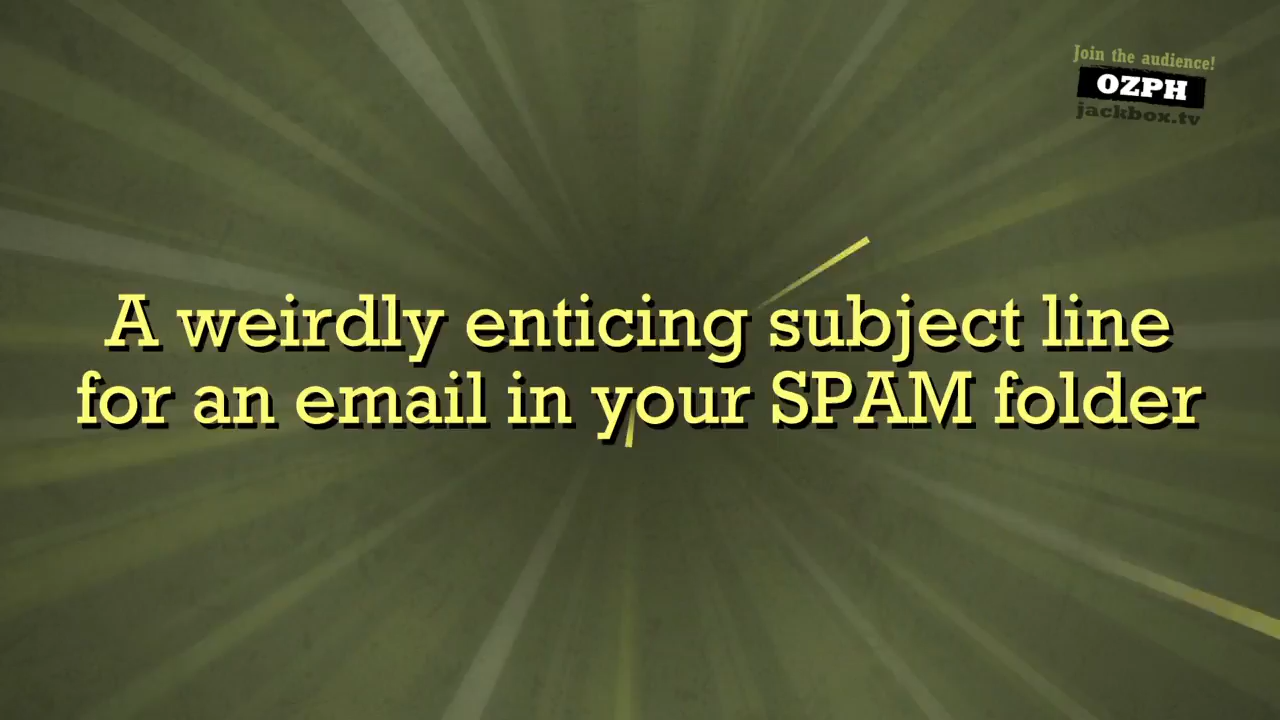 Join the audience!
OZPH
jackbox.tv
A weirdly enticing subject line
for an email in your SPAM folder